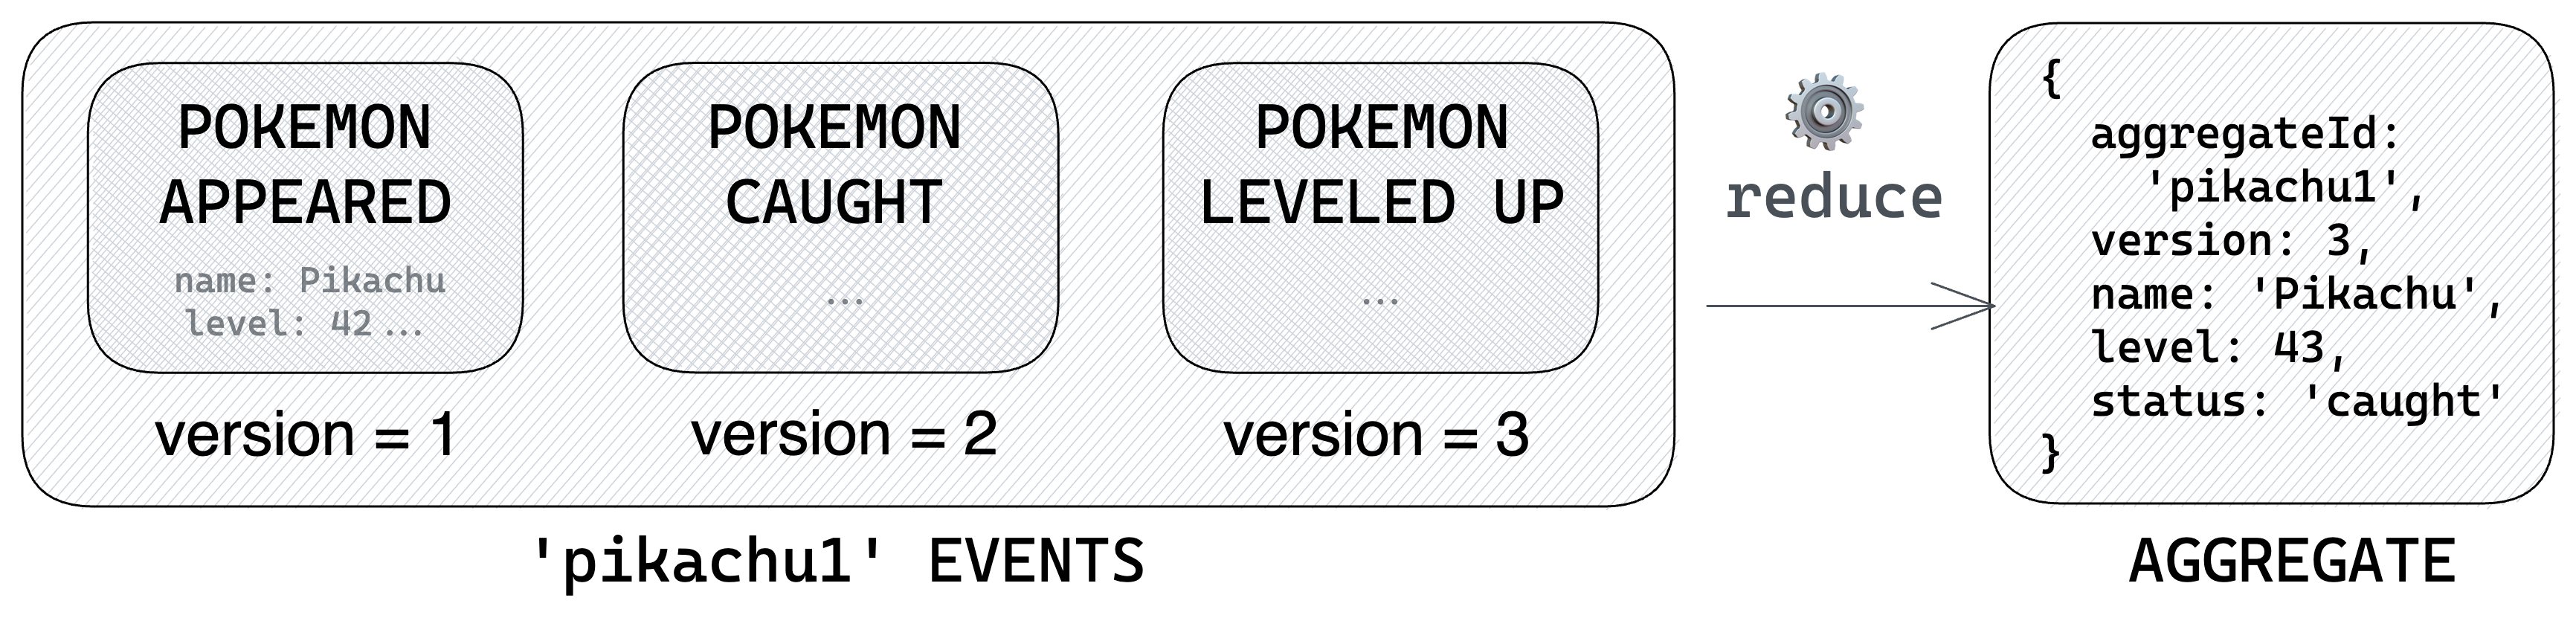 POKEMON
APPEARED
name: Pikachu
level: 42 ...
version = 1
POKEMON
CAUGHT
...
version = 2
POKEMON
LEVELED UP
...
version = 3
'pikachu1' EVENTS
reduce
{
aggregateId:
'pikachu1',
version: 3,
name: 'Pikachu',
level: 43,
status: 'caught'
}
AGGREGATE